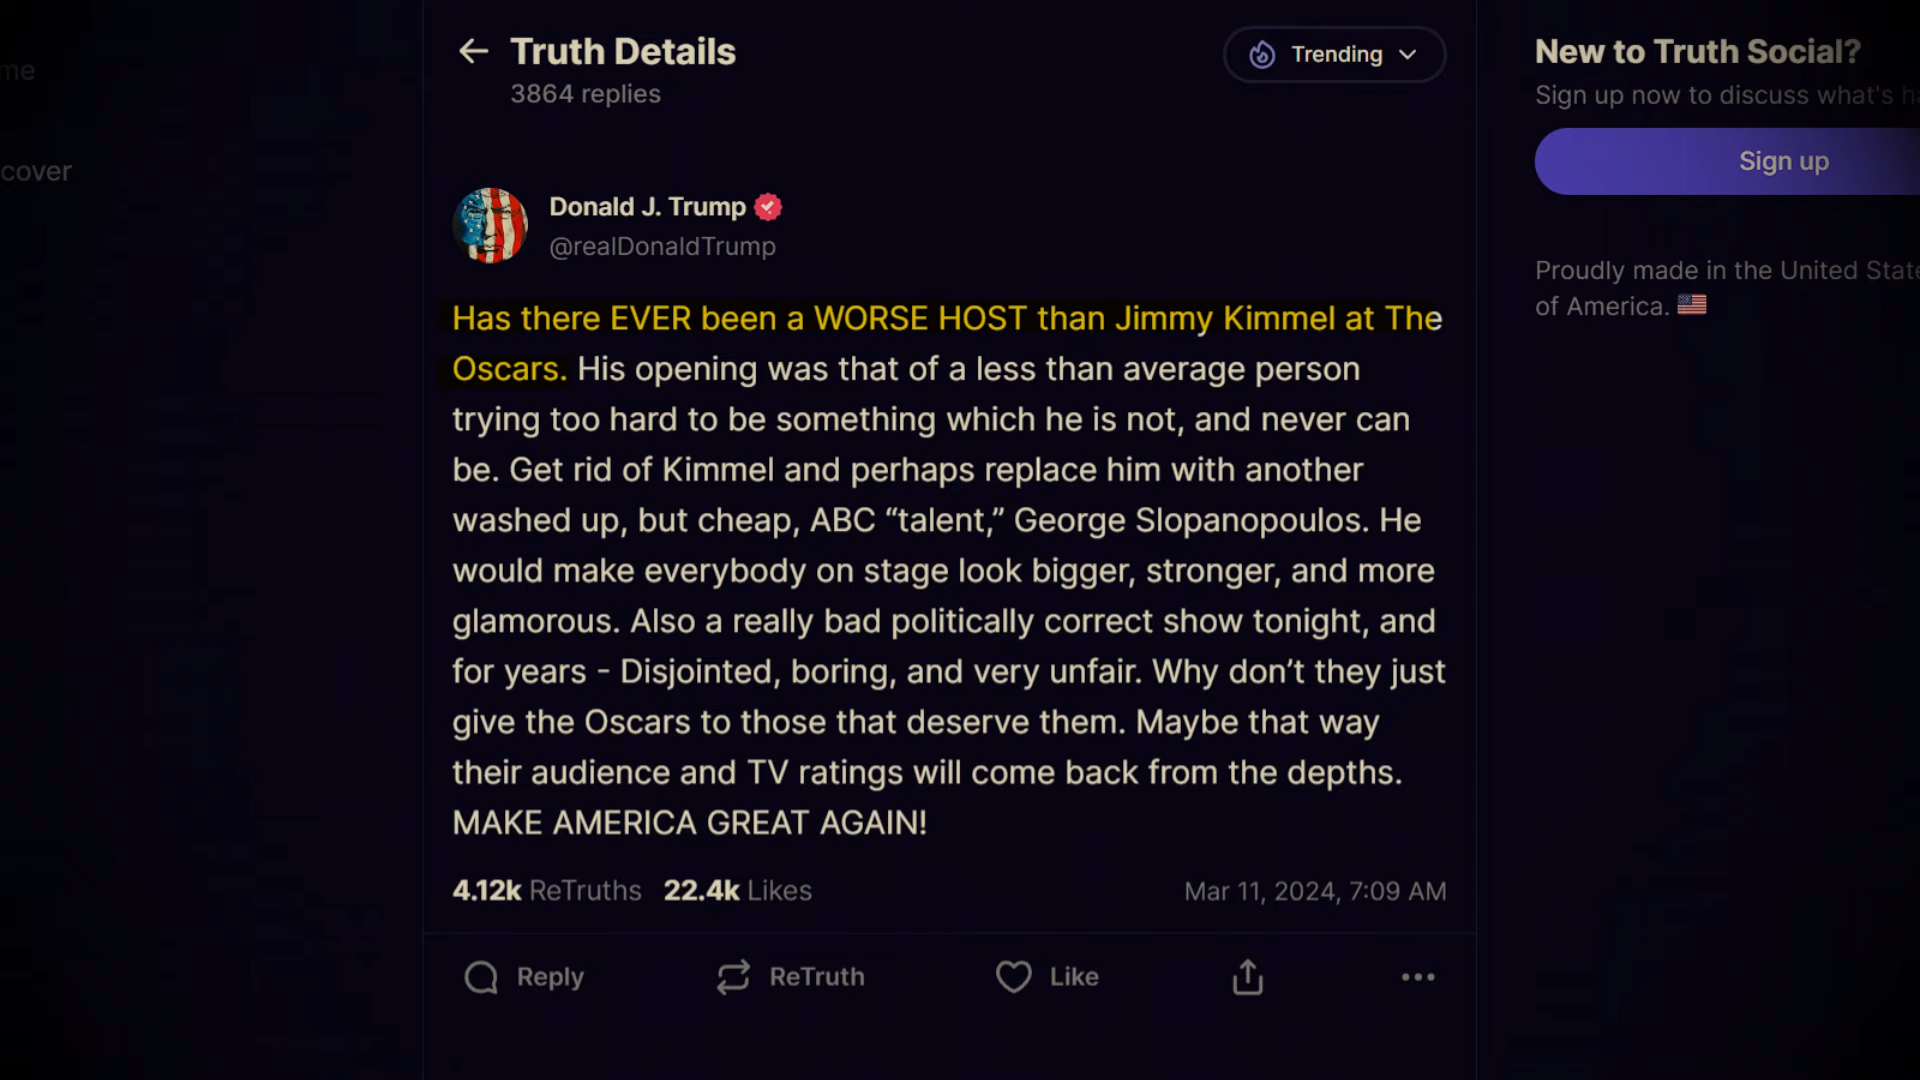 me
cover
Truth Details
3864 replies
Trending
Donald J. Trump
@realDonaldTrump
Has there EVER been a WORSE HOST than Jimmy Kimmel at The
Oscars. His opening was that of a less than average person
trying too hard to be something which he is not, and never can
be. Get rid of Kimmel and perhaps replace him with another
washed up, but cheap, ABC “talent,” George Slopanopoulos. He
would make everybody on stage look bigger, stronger, and more
glamorous. Also a really bad politically correct show tonight, and
for years - Disjointed, boring, and very unfair. Why don’t they just
give the Oscars to those that deserve them. Maybe that way
their audience and TV ratings will come back from the depths.
MAKE AMERICA GREAT AGAIN!
4.12k ReTruths 22.4k Likes
Mar 11, 2024, 7:09 AM
Reply
ReTruth
Like
New to Truth Social?
Sign up now to discuss what's ha
Sign up
Proudly made in the United State
of America.